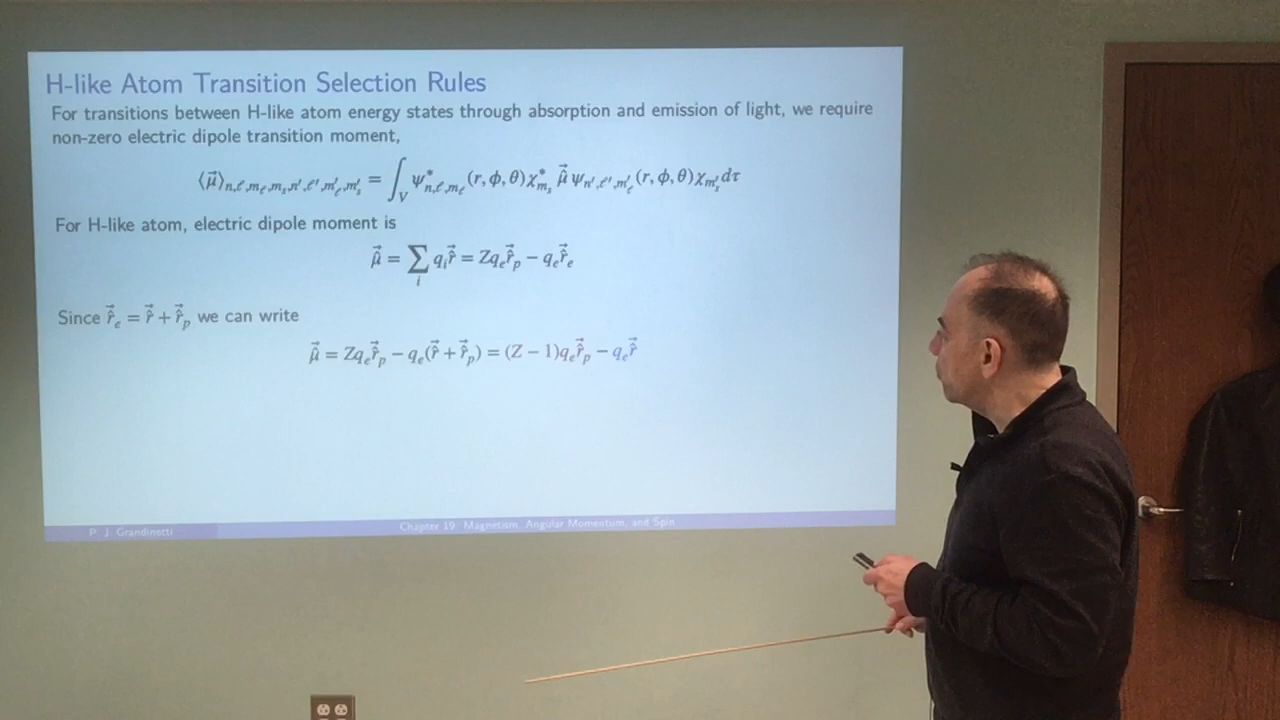 H-like Atom Transition Selection Rules
For transitions between H-like atom energy states through absorption and emission of light, we require
non-zero electric dipole transition moment,
⟨μ⃗⟩ₙ,ℓ,m_ℓ,m_s,n′,ℓ′,m′_ℓ,m′_s = ∫_V ψ*_{n,ℓ,m_ℓ}(r,ϕ,θ)χ*_{m_s} μ⃗̂ ψ_{n′,ℓ′,m′_ℓ}(r,ϕ,θ)χ_{m′_s}dτ
For H-like atom, electric dipole moment is
μ⃗̂ = ∑_i q_i r⃗̂ = Zq_e r⃗̂_p − q_e r⃗̂_e
Since r⃗̂_e = r⃗̂ + r⃗̂_p we can write
μ⃗̂ = Zq_e r⃗̂_p − q_e(r⃗̂ + r⃗̂_p) = (Z − 1)q_e r⃗̂_p − q_e r⃗̂
P. J. Grandinetti Chapter 19: Magnetism, Angular Momentum, and Spin